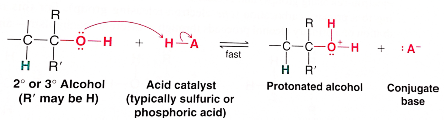 R
H
C C O H + H A fast C C O+ H + :A−
H R′
H R′
2° or 3° Alcohol
(R′ may be H)
Acid catalyst
(typically sulfuric or
phosphoric acid)
Protonated alcohol
Conjugate
base